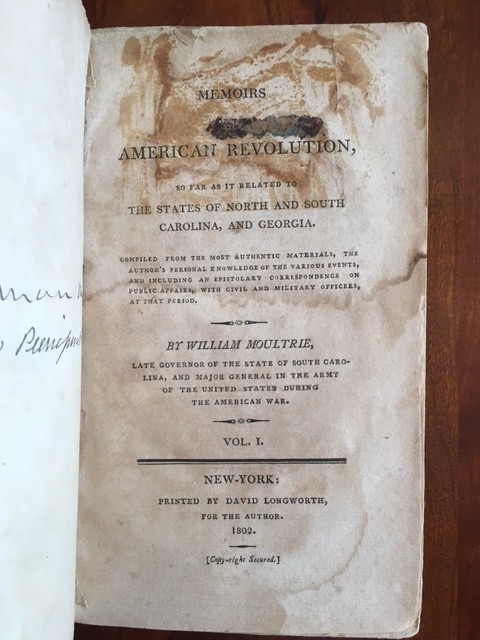 MEMOIRS
AMERICAN REVOLUTION,
SO FAR AS IT RELATED TO
THE STATES OF NORTH AND SOUTH
CAROLINA, AND GEORGIA.
COMPILED FROM THE MOST AUTHENTIC MATERIALS, THE
AUTHOR'S PERSONAL KNOWLEDGE OF THE VARIOUS EVENTS,
AND INCLUDING AN EPISTOLARY CORRESPONDENCE ON
PUBLIC AFFAIRS, WITH CIVIL AND MILITARY OFFICERS,
AT THAT PERIOD.
BY WILLIAM MOULTRIE,
LATE GOVERNOR OF THE STATE OF SOUTH CARO-
LINA, AND MAJOR GENERAL IN THE ARMY
OF THE UNITED STATES DURING
THE AMERICAN WAR.
VOL. I.
NEW-YORK:
PRINTED BY DAVID LONGWORTH,
FOR THE AUTHOR.
1802.
[Copy-right Secured.]